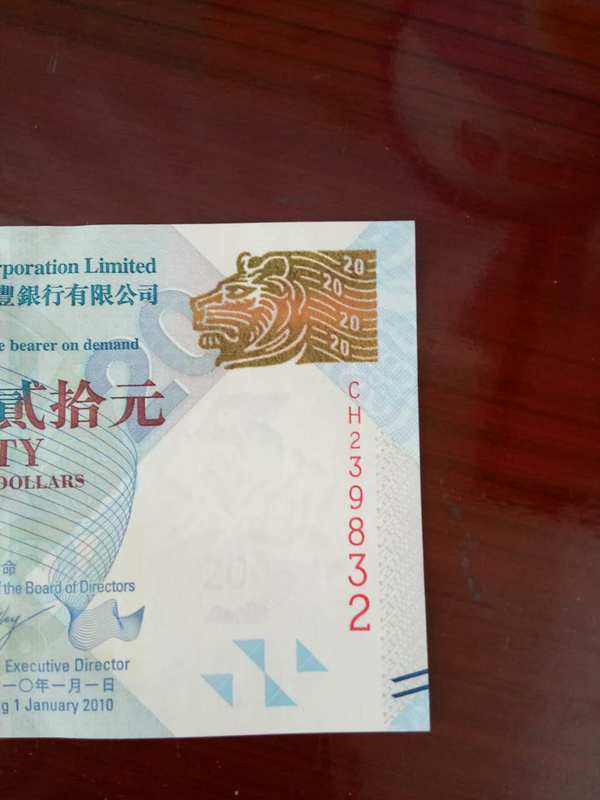 rporation Limited
豐銀行有限公司
e bearer on demand
貳拾元
TY
DOLLARS
命
f the Board of Directors
Executive Director
一〇年一月一日
g 1 January 2010
20
20
20
20
20
CH239832
20